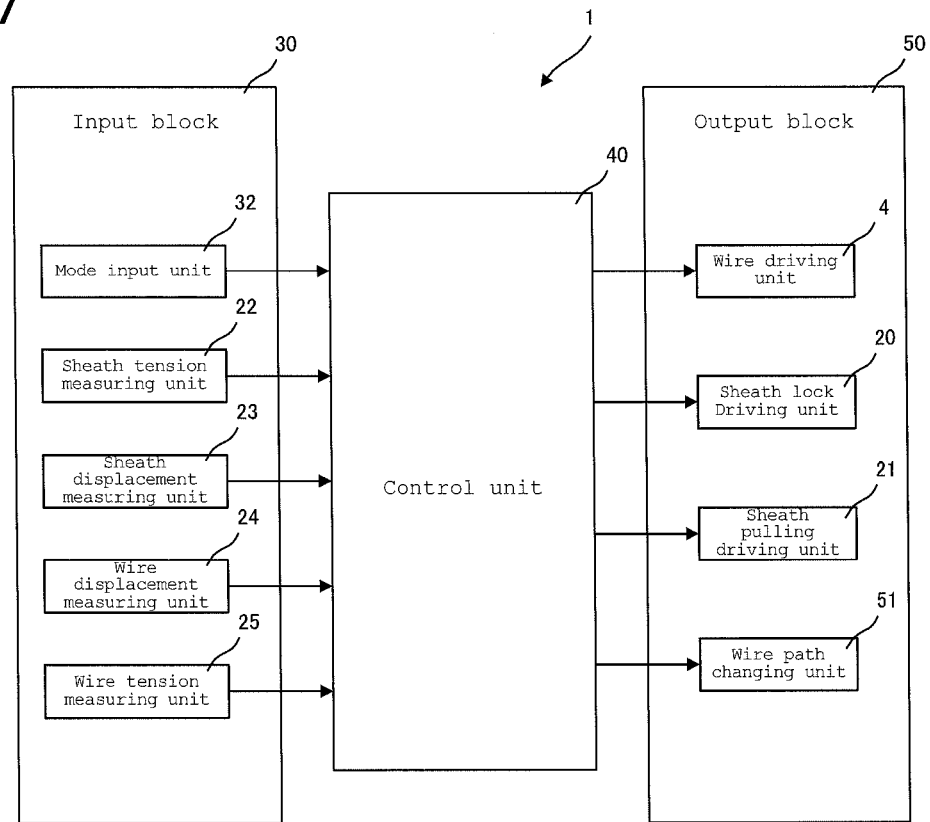 7
1
30
50
Input block
Output block
40
32
4
Mode input unit
Wire driving
unit
22
20
Sheath tension
measuring unit
Sheath lock
Driving unit
23
Sheath
displacement
measuring unit
Control unit
21
Sheath
pulling
driving unit
24
Wire
displacement
measuring unit
51
Wire path
changing unit
25
Wire tension
measuring unit